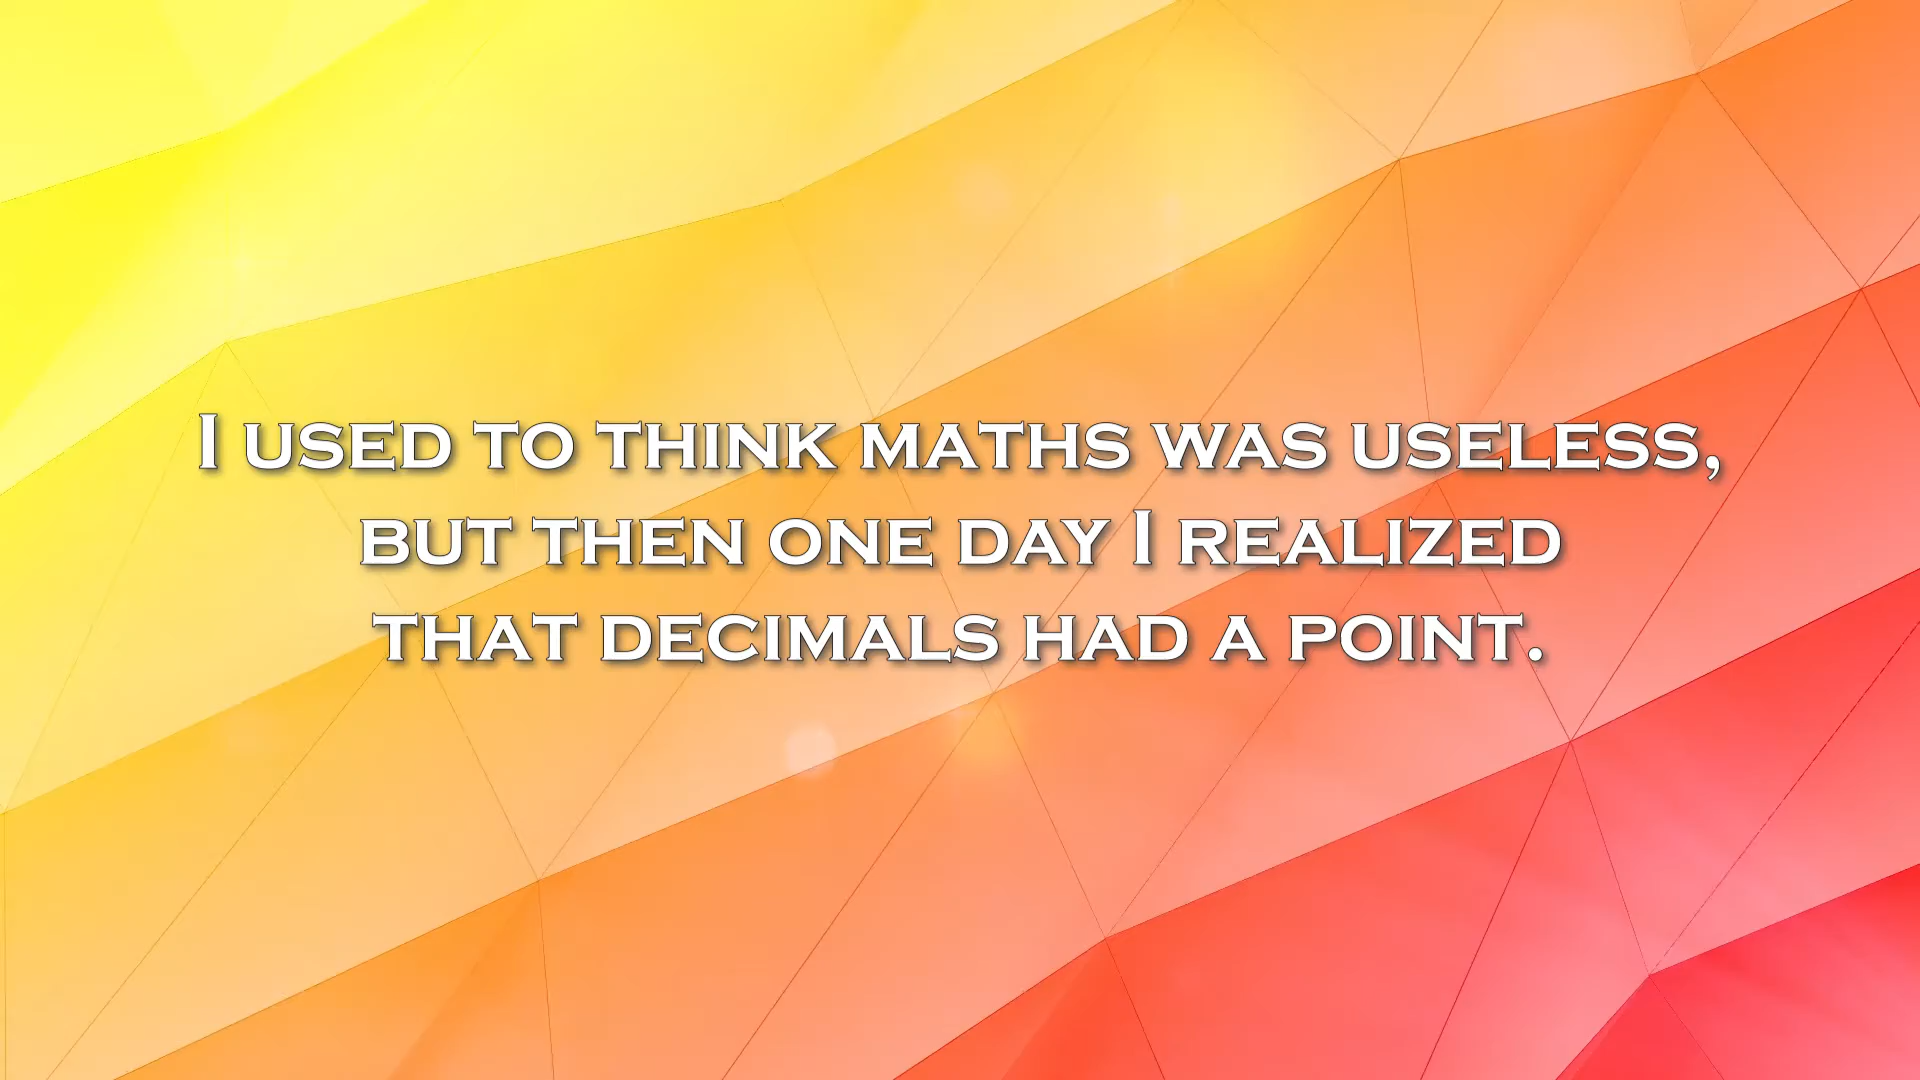 I USED TO THINK MATHS WAS USELESS,
BUT THEN ONE DAY I REALIZED
THAT DECIMALS HAD A POINT.